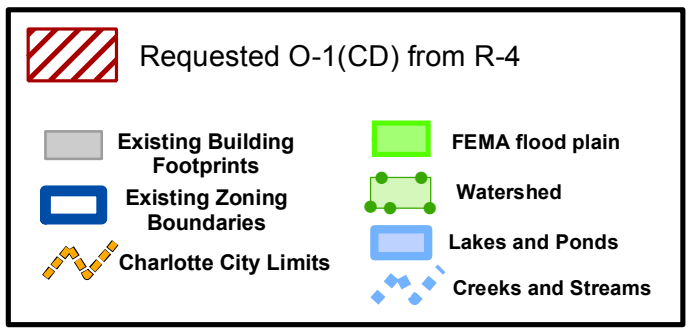 Requested O-1(CD) from R-4
Existing Building
Footprints
Existing Zoning
Boundaries
Charlotte City Limits
FEMA flood plain
Watershed
Lakes and Ponds
Creeks and Streams